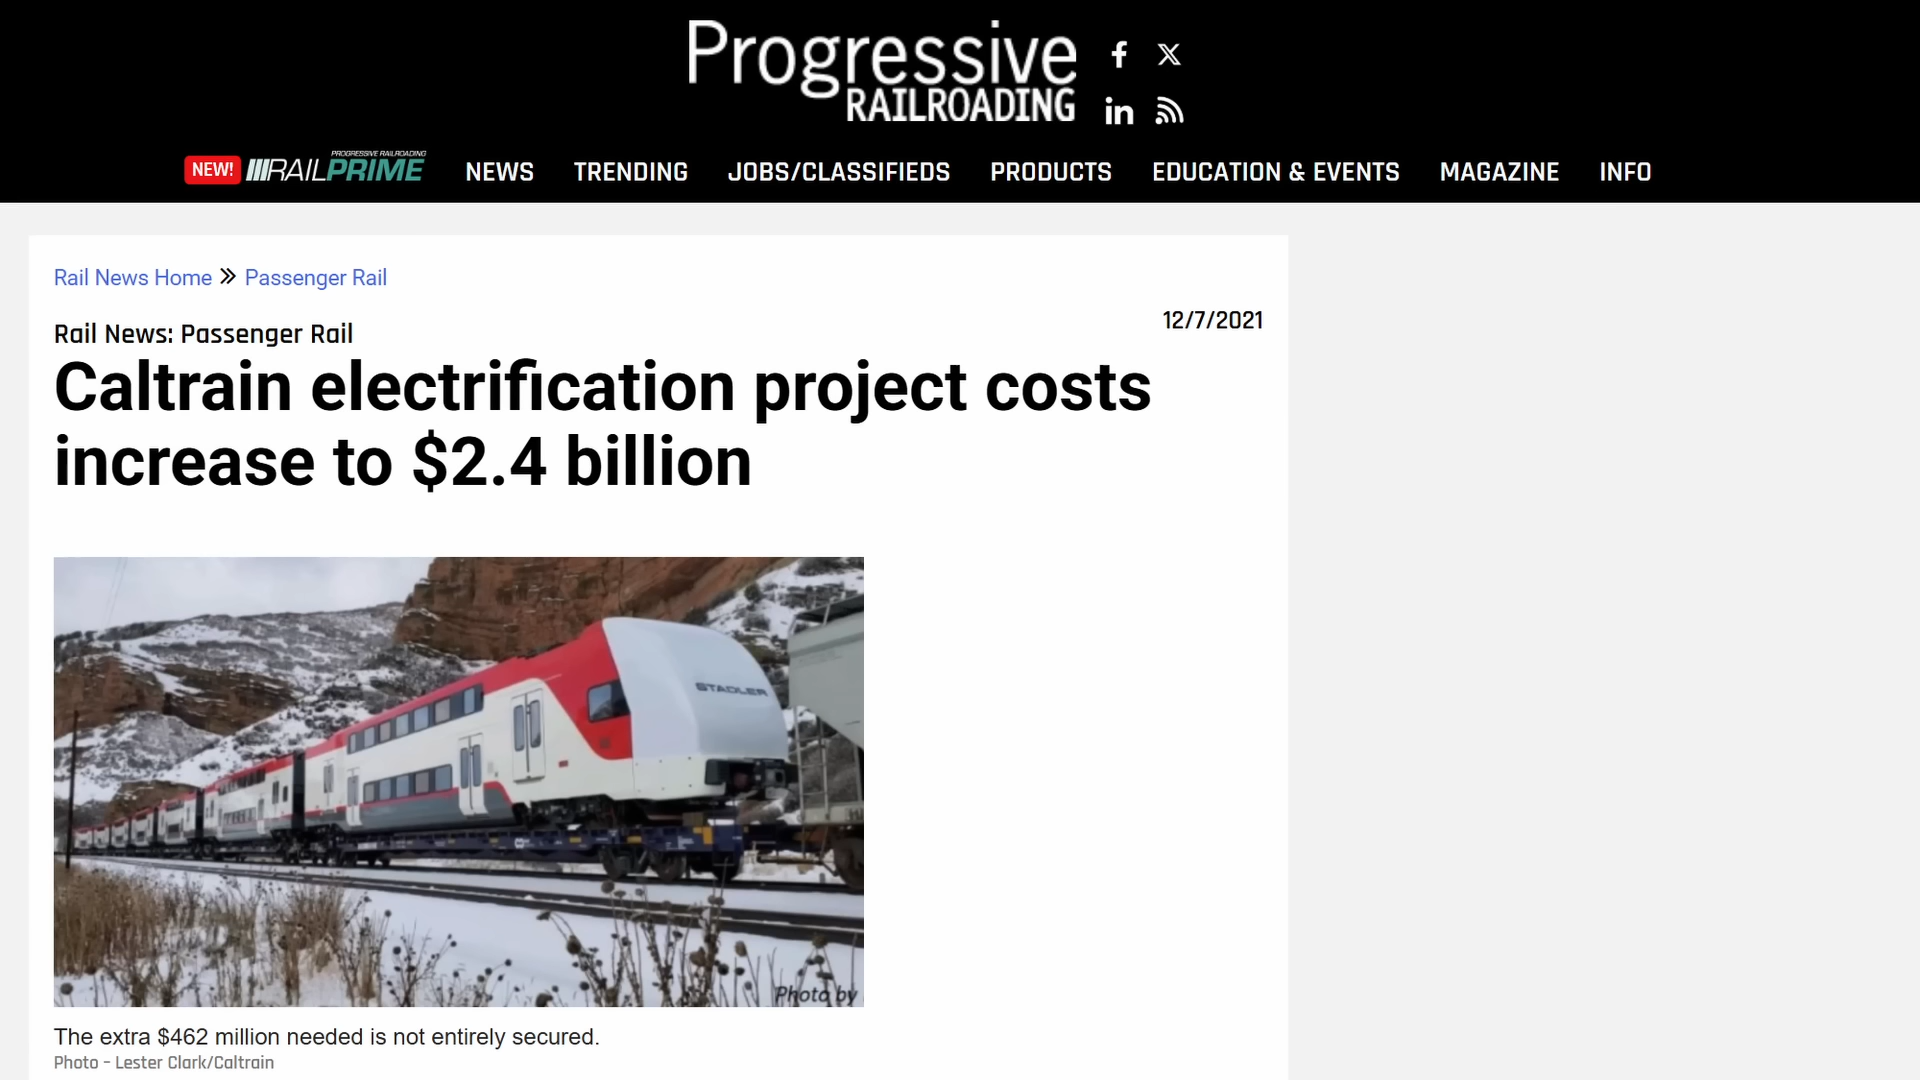 Progressive
RAILROADING
NEW! PROGRESSIVE RAILROADING
RAILPRIME NEWS TRENDING JOBS/CLASSIFIEDS PRODUCTS EDUCATION & EVENTS MAGAZINE INFO
Rail News Home » Passenger Rail
12/7/2021
Rail News: Passenger Rail
Caltrain electrification project costs
increase to $2.4 billion
STADLER
Photo by
The extra $462 million needed is not entirely secured.
Photo – Lester Clark/Caltrain